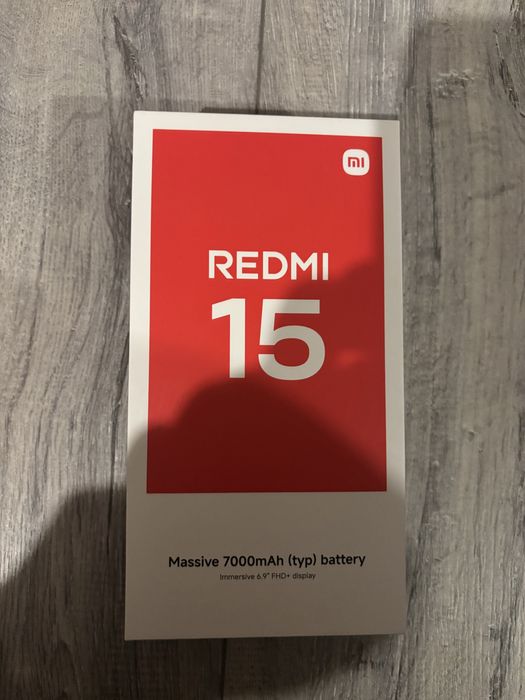 mi
REDMI
15
Massive 7000mAh (typ) battery
Immersive 6.9" FHD+ display